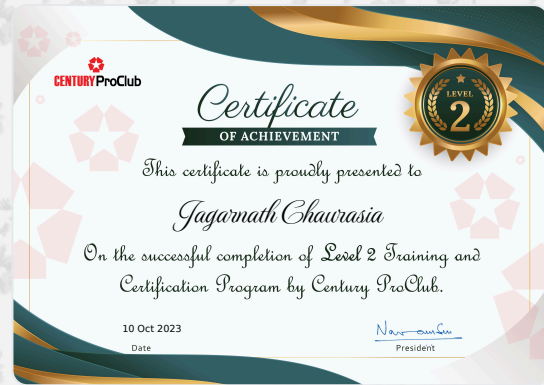 CENTURY ProClub
Certificate
OF ACHIEVEMENT
LEVEL
2
This certificate is proudly presented to
Jagarnath Chaurasia
On the successful completion of Level 2 Training and
Certification Program by Century ProClub.
10 Oct 2023
Date
President